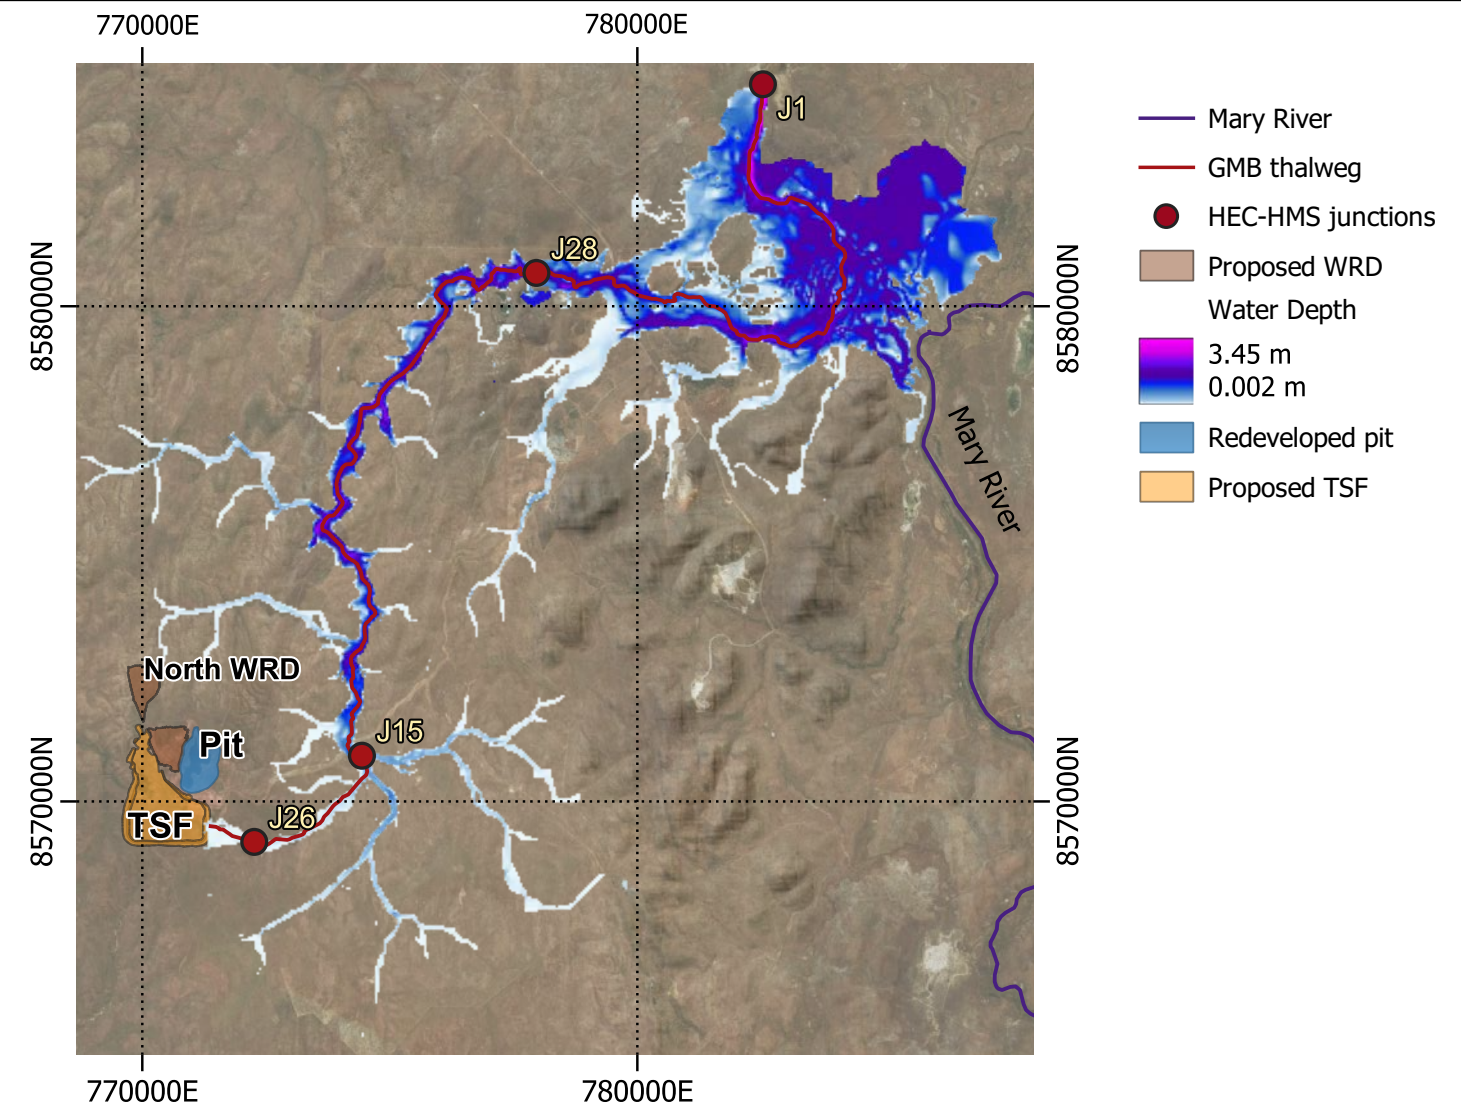 770000E
780000E
J1
J28
8580000N
8580000N
Mary River
North WRD
J15
Pit
J26
TSF
8570000N
8570000N
770000E
780000E
Mary River
GMB thalweg
HEC-HMS junctions
Proposed WRD
Water Depth
3.45 m
0.002 m
Redeveloped pit
Proposed TSF